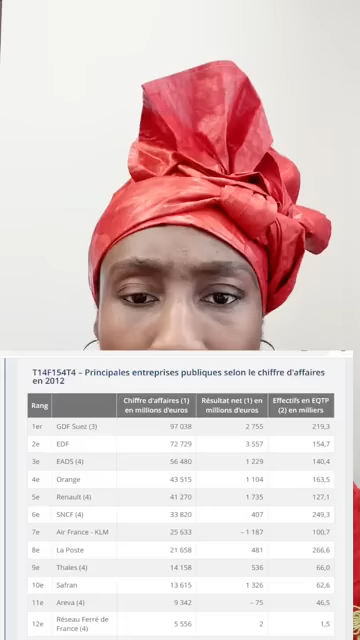 T14F154T4 – Principales entreprises publiques selon le chiffre d'affaires
en 2012
Rang Chiffre d'affaires (1) en millions d'euros Résultat net (1) en millions d'euros Effectifs en EQTP (2) en milliers
1er GDF Suez (3) 97 038 2 755 219,3
2e EDF 72 729 3 557 154,7
3e EADS (4) 56 480 1 229 140,4
4e Orange 43 515 1 104 163,5
5e Renault (4) 41 270 1 735 127,1
6e SNCF (4) 33 820 407 249,3
7e Air France - KLM 25 633 – 1 187 100,7
8e La Poste 21 658 481 266,6
9e Thales (4) 14 158 536 66,0
10e Safran 13 615 1 326 62,6
11e Areva (4) 9 342 – 75 46,5
12e Réseau Ferré de France (4) 5 556 2 1,5